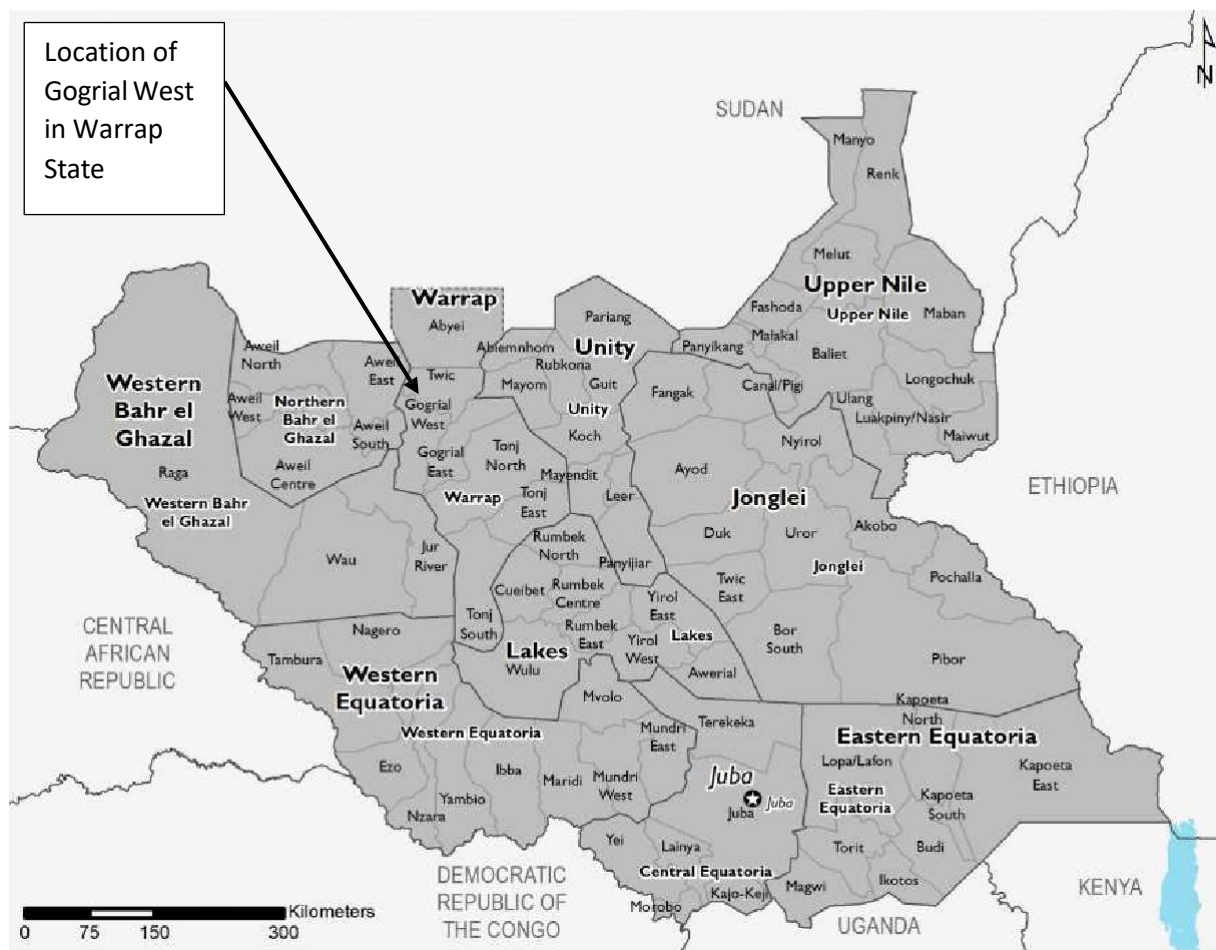 Location of
Gogrial West
in Warrap
State
N
SUDAN
Manyo
Renk
Melut
Upper Nile
Upper Nile
Fashoda
Maban
Malakal
Panyikang
Baliet
Longochuk
Canal/Pigi
Ulang
Luakpiny/Nasir
Maiwut
Warrap
Abyei
Pariang
Abiemnhom
Unity
Rubkona
Twic
Mayom
Guit
Unity
Koch
Aweil
North
Aweil
East
Western
Bahr el
Ghazal
Aweil
West
Northern
Bahr el
Ghazal
Aweil
South
Aweil
Centre
Raga
Western Bahr
el Ghazal
Gogrial
West
Gogrial
East
Tonj
North
Warrap
Tonj
East
Mayendit
Leer
Fangak
Nyirol
Ayod
Jonglei
ETHIOPIA
Duk
Uror
Akobo
Jonglei
Pochalla
Twic
East
Wau
Jur
River
Rumbek
North
Panyijiar
Cueibet
Rumbek
Centre
Yirol
East
Tonj
South
Rumbek
East
Lakes
Yirol
West
Lakes
Wulu
Awerial
Bor
South
Pibor
CENTRAL
AFRICAN
REPUBLIC
Nagero
Tambura
Western
Equatoria
Western Equatoria
Mvolo
Mundri
East
Terekeka
Kapoeta
North
Eastern Equatoria
Lopa/Lafon
Kapoeta
East
Eastern
Equatoria
Kapoeta
South
Ezo
Ibba
Maridi
Mundri
West
Yambio
Nzara
Juba
Juba
Juba
Yei
Lainya
Torit
Budi
Central Equatoria
Magwi
Ikotos
Morobo
Kajo-Keji
DEMOCRATIC
REPUBLIC OF
THE CONGO
UGANDA
KENYA
Kilometers
0 75 150 300